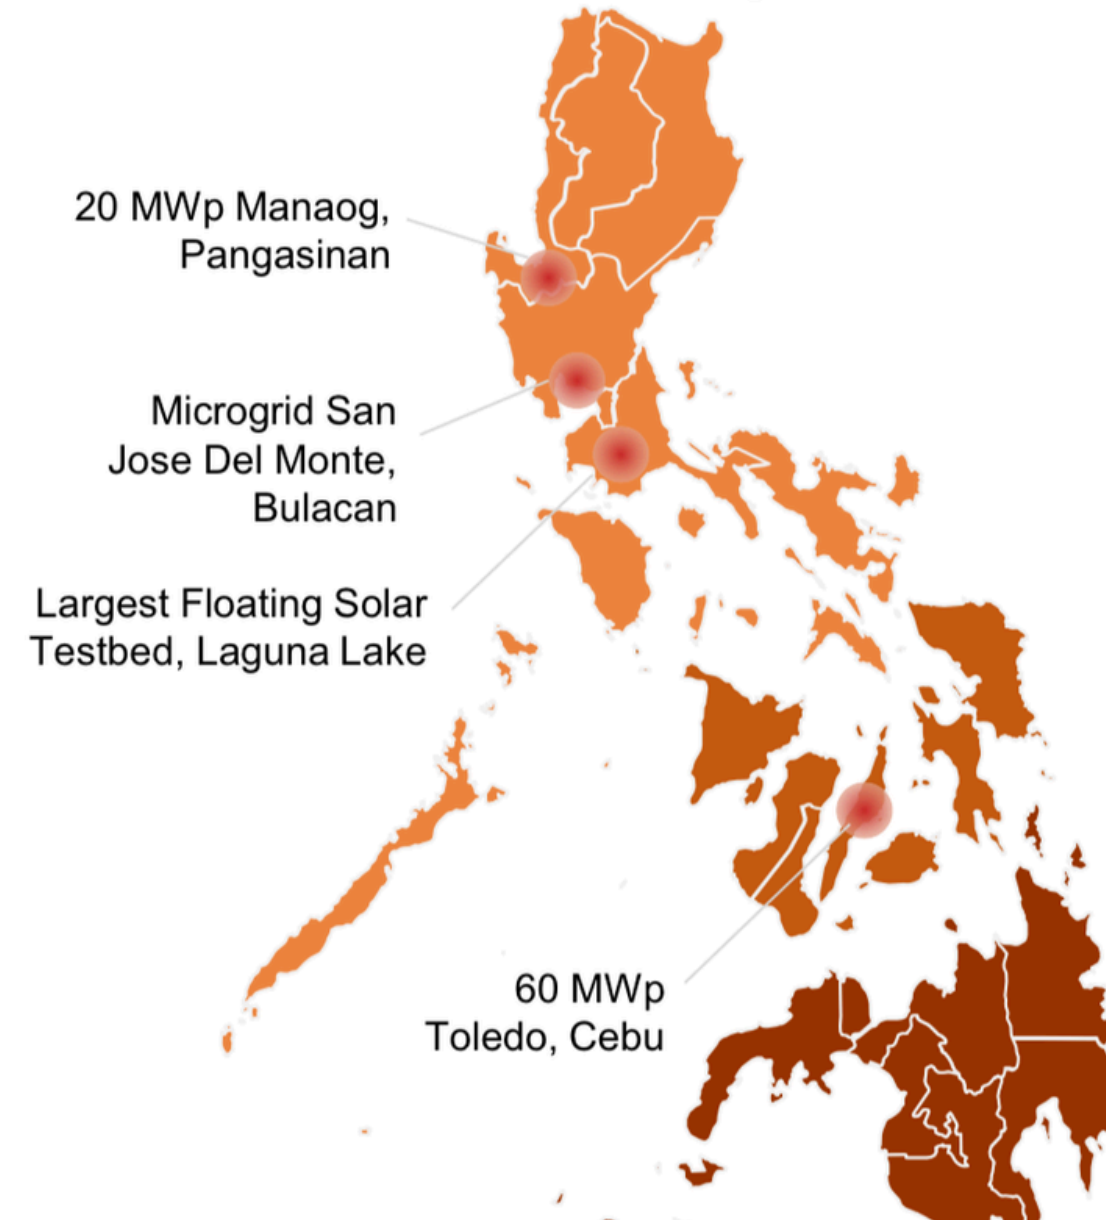 20 MWp Manaog,
Pangasinan
Microgrid San
Jose Del Monte,
Bulacan
Largest Floating Solar
Testbed, Laguna Lake
60 MWp
Toledo, Cebu